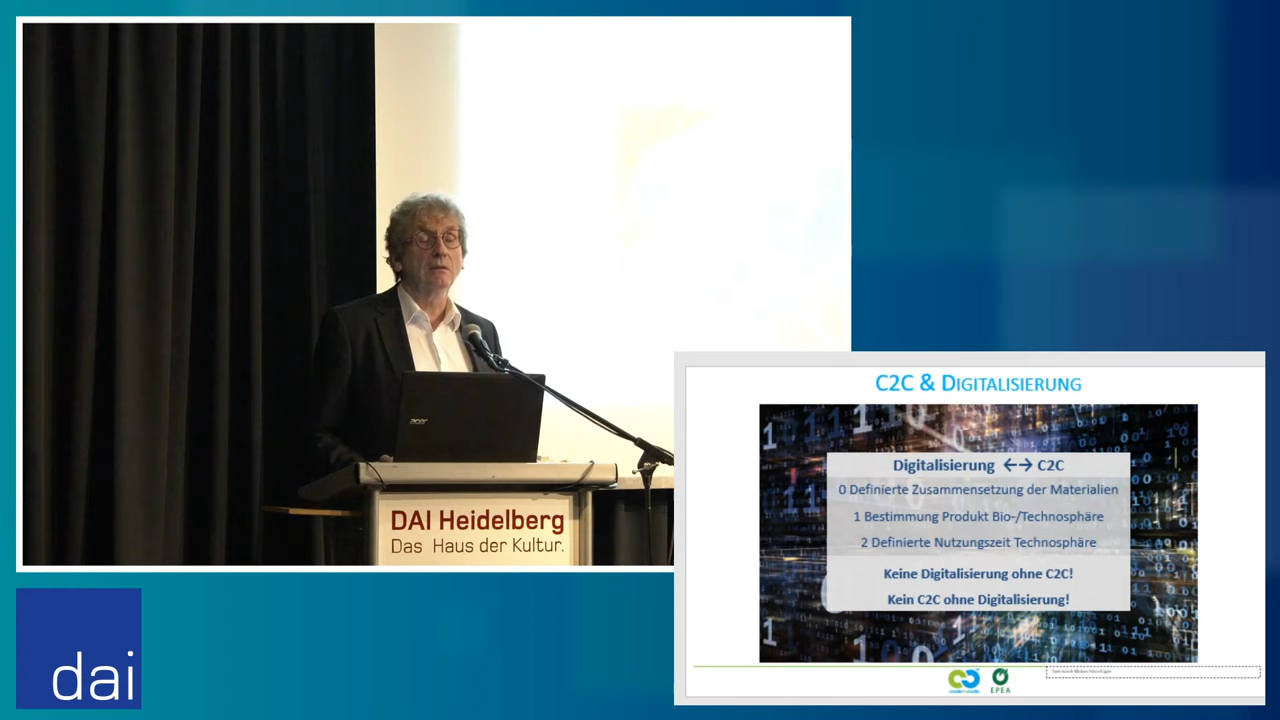 acer
DAI Heidelberg
Das Haus der Kultur.
dai
C2C & DIGITALISIERUNG
Digitalisierung ←→ C2C
0 Definierte Zusammensetzung der Materialien
1 Bestimmung Produkt Bio-/Technosphäre
2 Definierte Nutzungszeit Technosphäre
Keine Digitalisierung ohne C2C!
Kein C2C ohne Digitalisierung!
EPEA